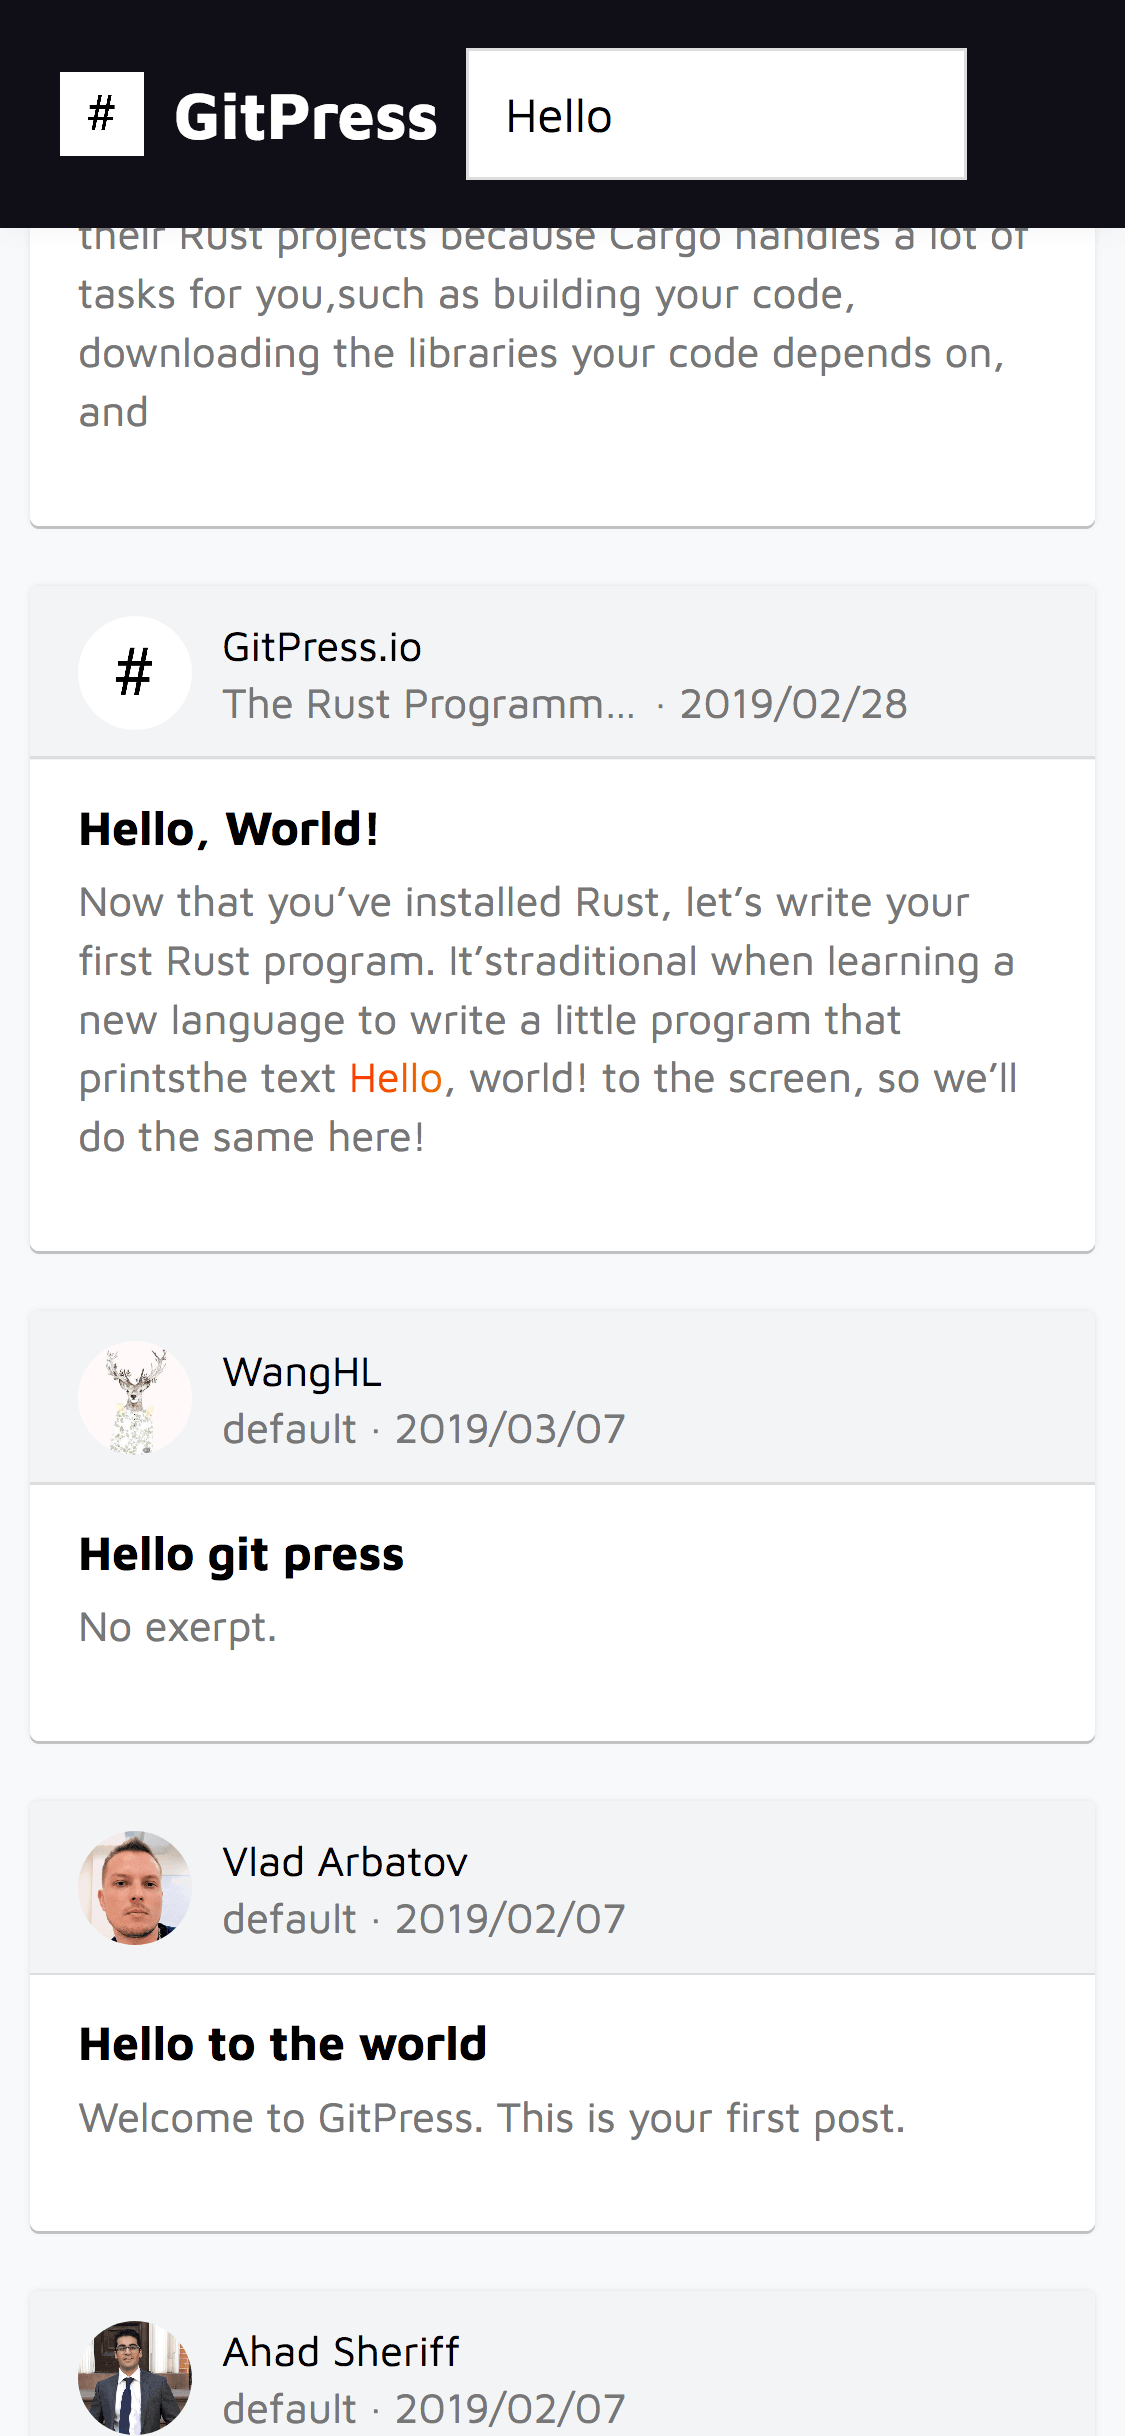 # GitPress Hello
their Rust projects because Cargo handles a lot of
tasks for you,such as building your code,
downloading the libraries your code depends on,
and
# GitPress.io
The Rust Programm... · 2019/02/28
Hello, World!
Now that you’ve installed Rust, let’s write your
first Rust program. It’straditional when learning a
new language to write a little program that
printsthe text Hello, world! to the screen, so we’ll
do the same here!
WangHL
default · 2019/03/07
Hello git press
No exerpt.
Vlad Arbatov
default · 2019/02/07
Hello to the world
Welcome to GitPress. This is your first post.
Ahad Sheriff
default · 2019/02/07